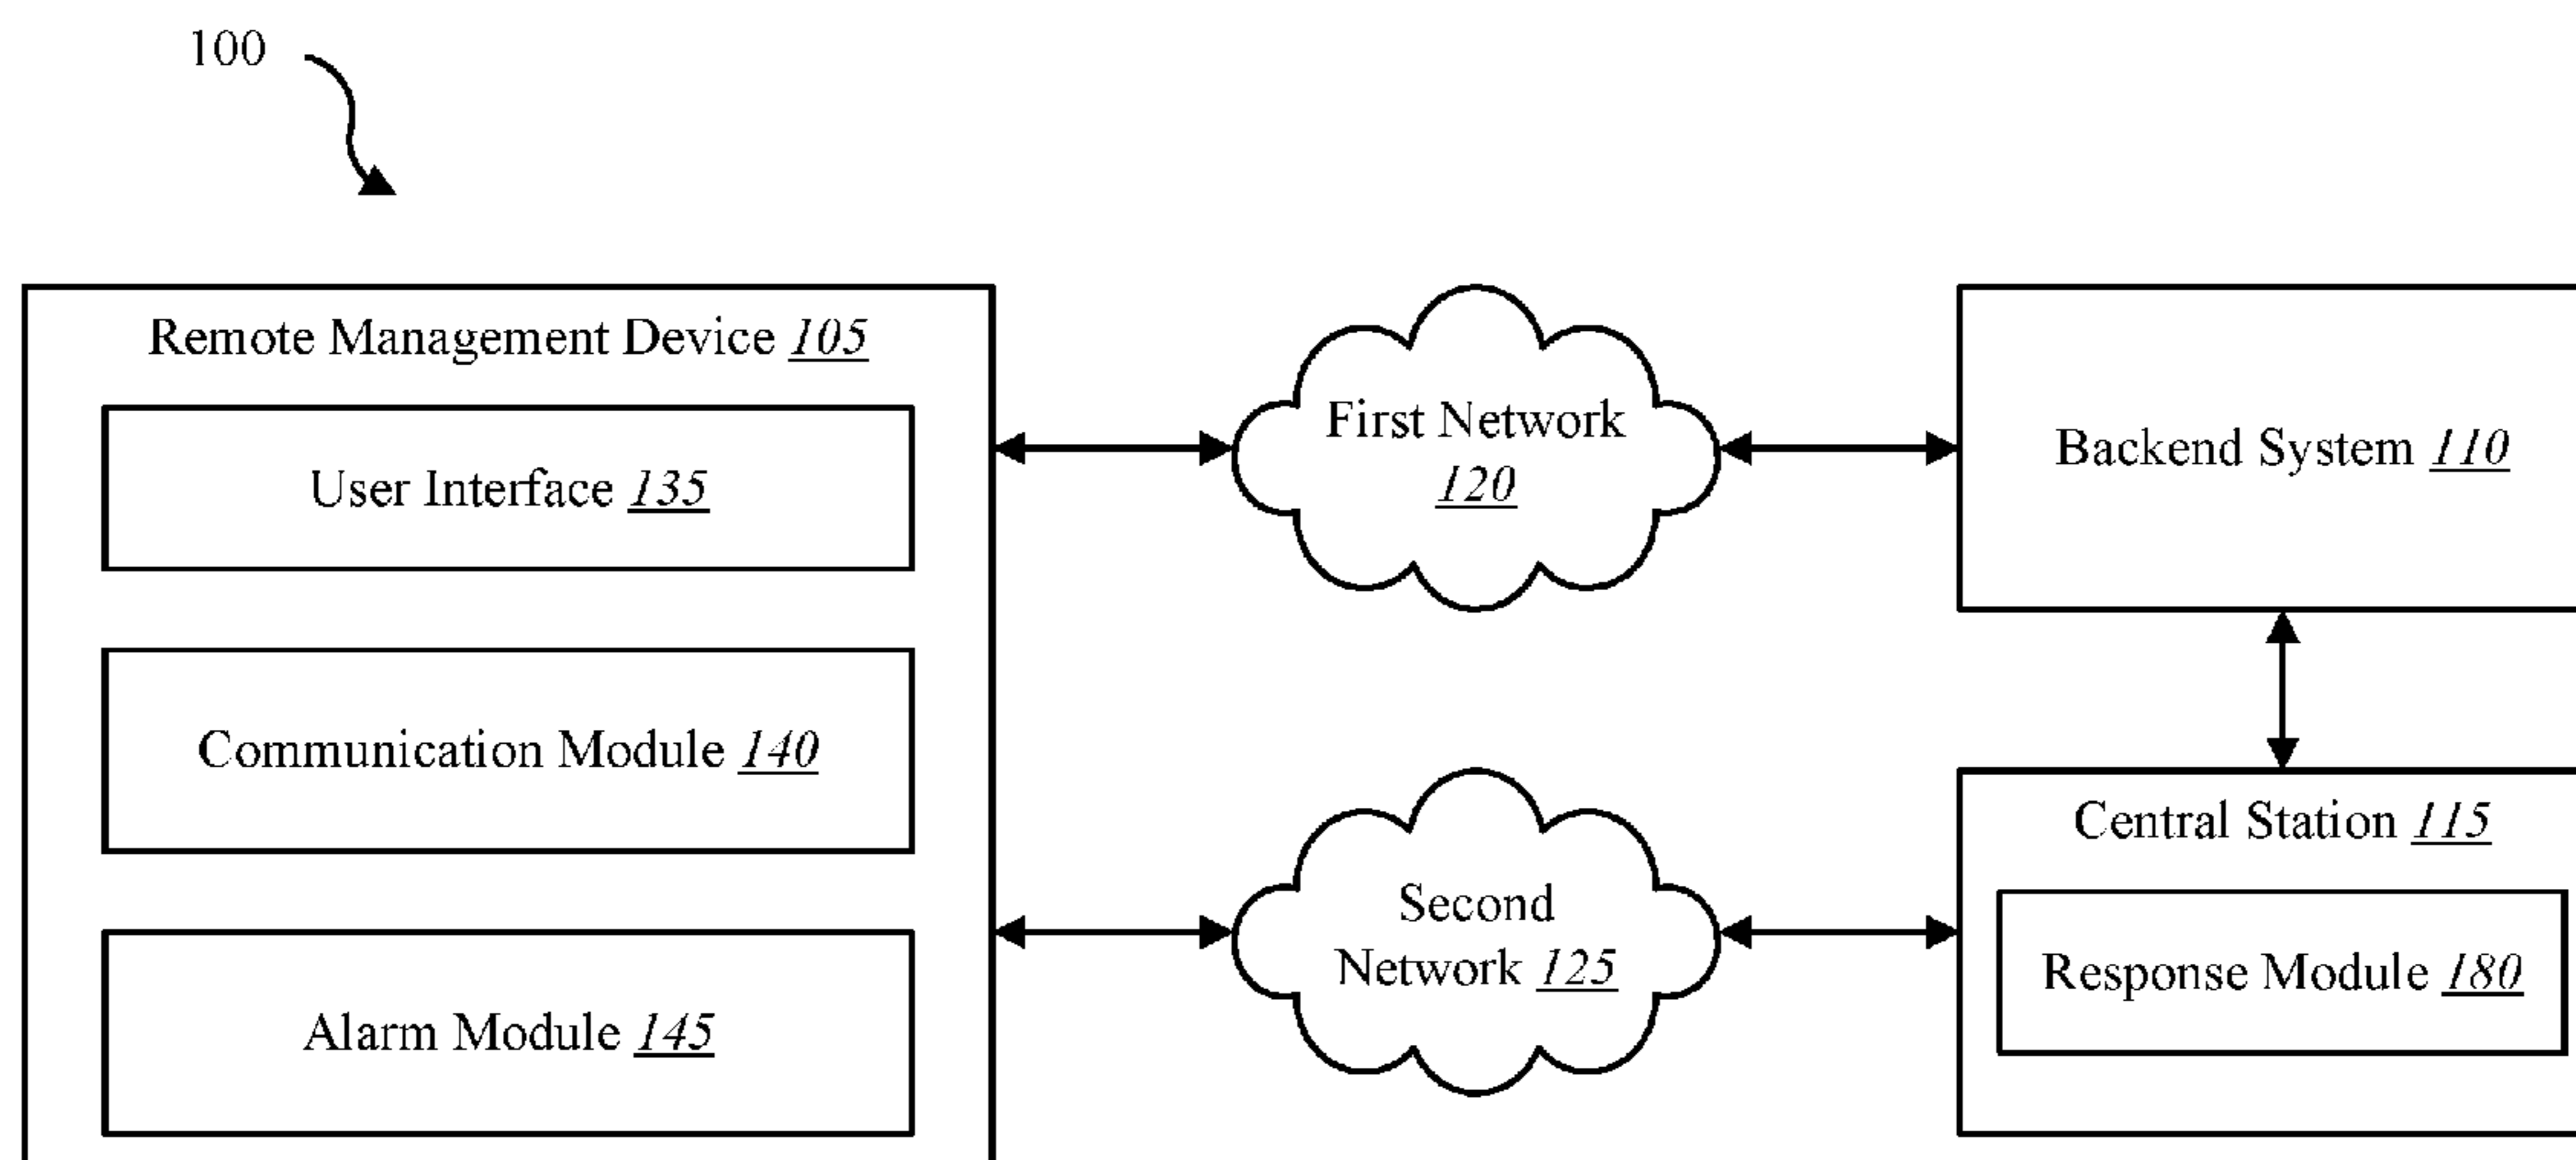 100
Remote Management Device 105
User Interface 135
Communication Module 140
Alarm Module 145
First Network
120
Second
Network 125
Backend System 110
Central Station 115
Response Module 180